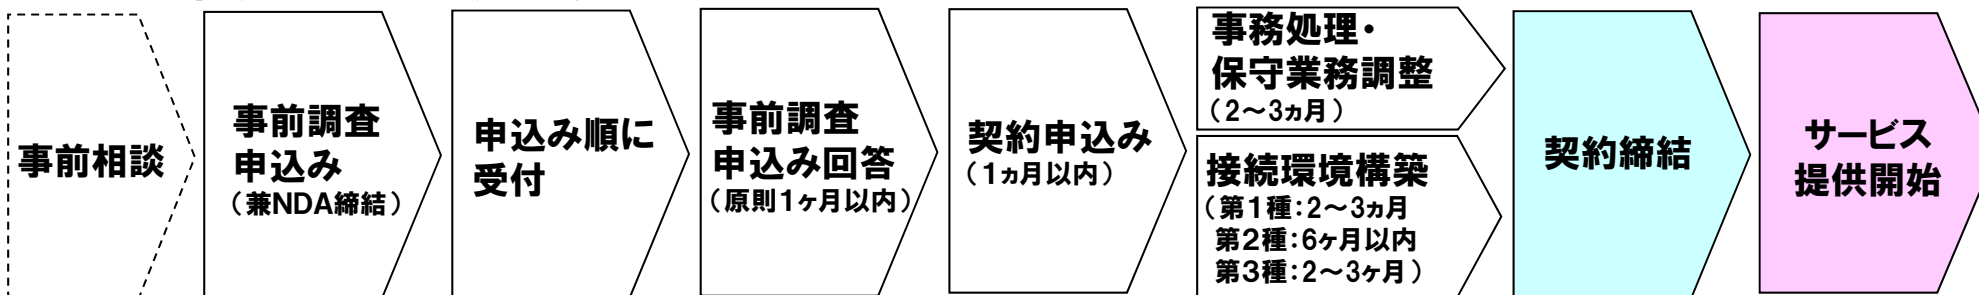 事前相談
事前調査
申込み
（兼NDA締結）
申込み順に
受付
事前調査
申込み回答
（原則1ヶ月以内）
契約申込み
（1ヵ月以内）
事務処理・
保守業務調整
（2～3ヵ月）
接続環境構築
（第1種：2～3ヵ月
第2種：6ヶ月以内
第3種：2～3ヶ月）
契約締結
サービス
提供開始